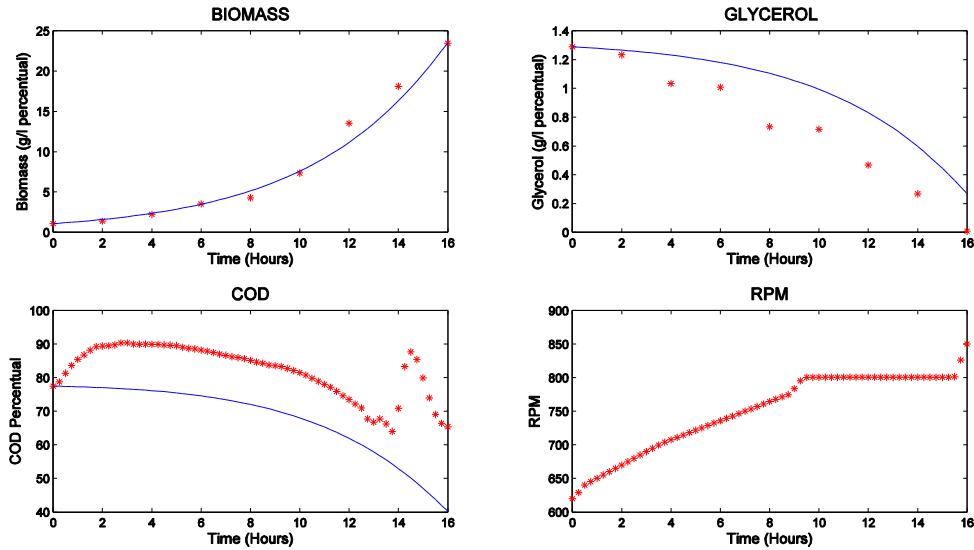 BIOMASS
Biomass (g/l percentual)
25
20
15
10
5
0
0 2 4 6 8 10 12 14 16
Time (Hours)
GLYCEROL
Glycerol (g/l percentual)
1.4
1.2
1
0.8
0.6
0.4
0.2
0
0 2 4 6 8 10 12 14 16
Time (Hours)
COD
COD Percentual
100
90
80
70
60
50
40
0 2 4 6 8 10 12 14 16
Time (Hours)
RPM
RPM
900
850
800
750
700
650
600
0 2 4 6 8 10 12 14 16
Time (Hours)